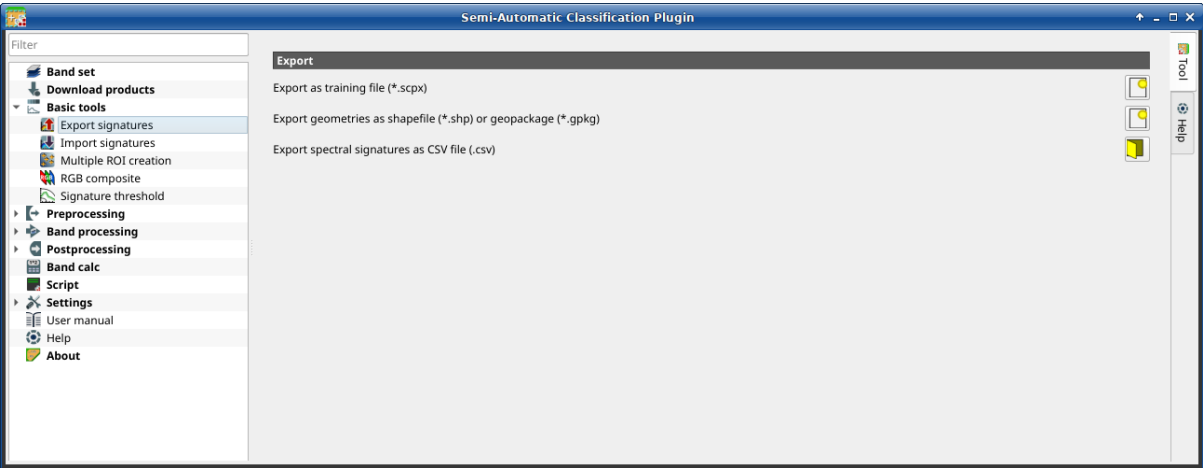 Semi-Automatic Classification Plugin
Filter
Band set
Download products
Basic tools
Export signatures
Import signatures
Multiple ROI creation
RGB composite
Signature threshold
Preprocessing
Band processing
Postprocessing
Band calc
Script
Settings
User manual
Help
About
Export
Export as training file (*.scpx)
Export geometries as shapefile (*.shp) or geopackage (*.gpkg)
Export spectral signatures as CSV file (.csv)
Tool
Help